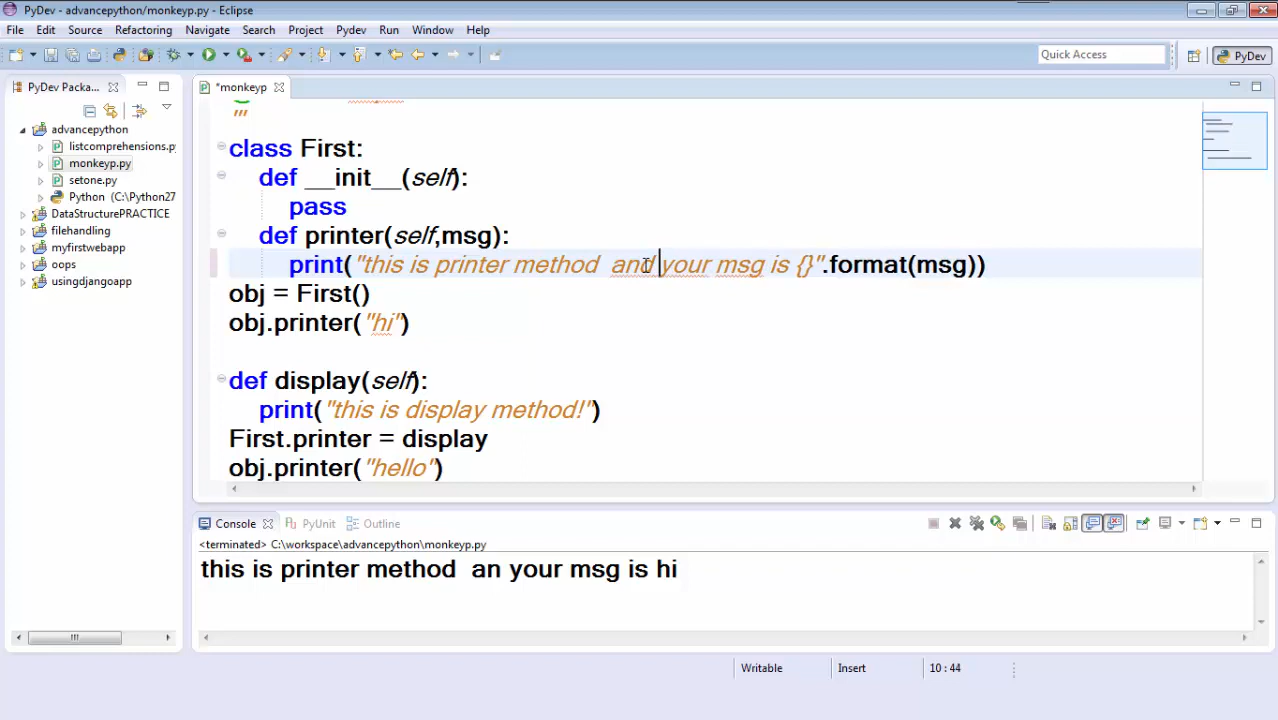 PyDev - advancepython/monkeyp.py - Eclipse
File Edit Source Refactoring Navigate Search Project Pydev Run Window Help
Quick Access
PyDev
PyDev Packa...
*monkeyp
advancepython
listcomprehensions.p
monkeyp.py
setone.py
Python (C:\Python27
DataStructurePRACTICE
filehandling
myfirstwebapp
oops
usingdjangoapp
'''
class First:
def __init__(self):
pass
def printer(self,msg):
print("this is printer method  and your msg is {}".format(msg))
obj = First()
obj.printer("hi")
def display(self):
print("this is display method!")
First.printer = display
obj.printer("hello")
Console PyUnit Outline
<terminated> C:\workspace\advancepython\monkeyp.py
this is printer method  an your msg is hi
Writable Insert 10 : 44